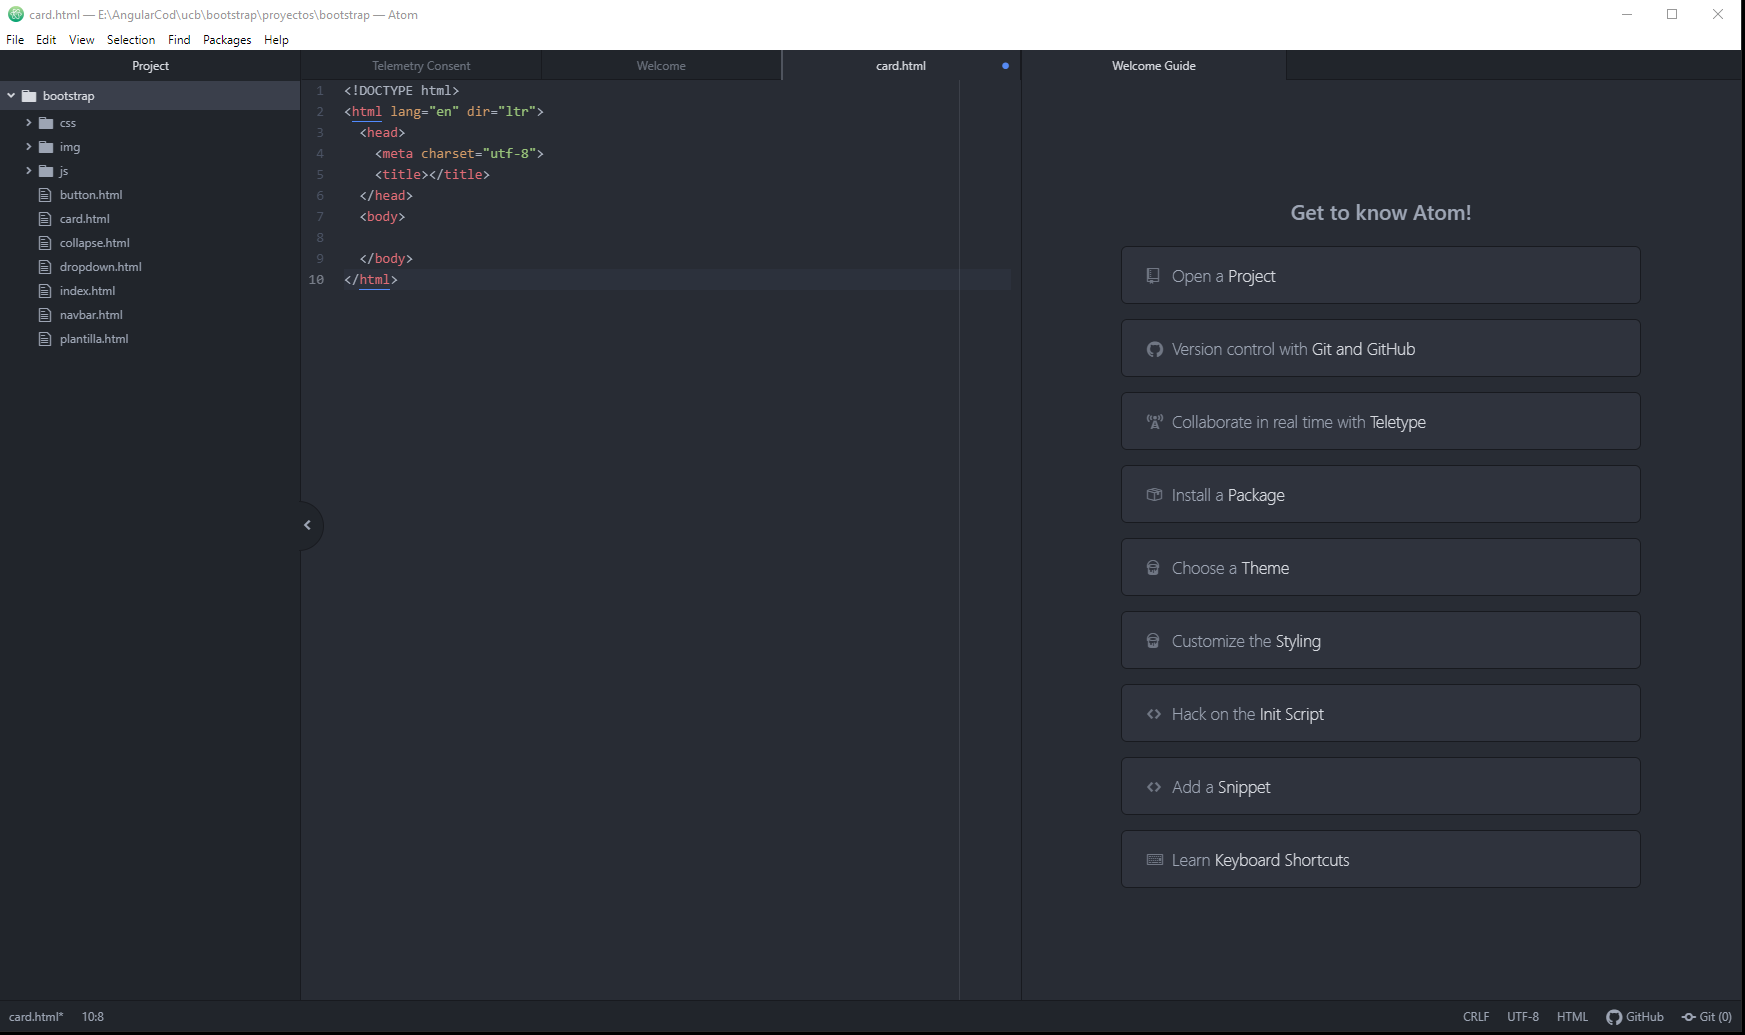 card.html — E:\AngularCod\ucb\bootstrap\proyectos\bootstrap — Atom
File Edit View Selection Find Packages Help
Project
bootstrap
css
img
js
button.html
card.html
collapse.html
dropdown.html
index.html
navbar.html
plantilla.html
Telemetry Consent Welcome card.html
1 <!DOCTYPE html>
2 <html lang="en" dir="ltr">
3 <head>
4 <meta charset="utf-8">
5 <title></title>
6 </head>
7 <body>
8
9 </body>
10 </html>
Welcome Guide
Get to know Atom!
Open a Project
Version control with Git and GitHub
Collaborate in real time with Teletype
Install a Package
Choose a Theme
Customize the Styling
Hack on the Init Script
Add a Snippet
Learn Keyboard Shortcuts
card.html* 10:8 CRLF UTF-8 HTML GitHub Git (0)